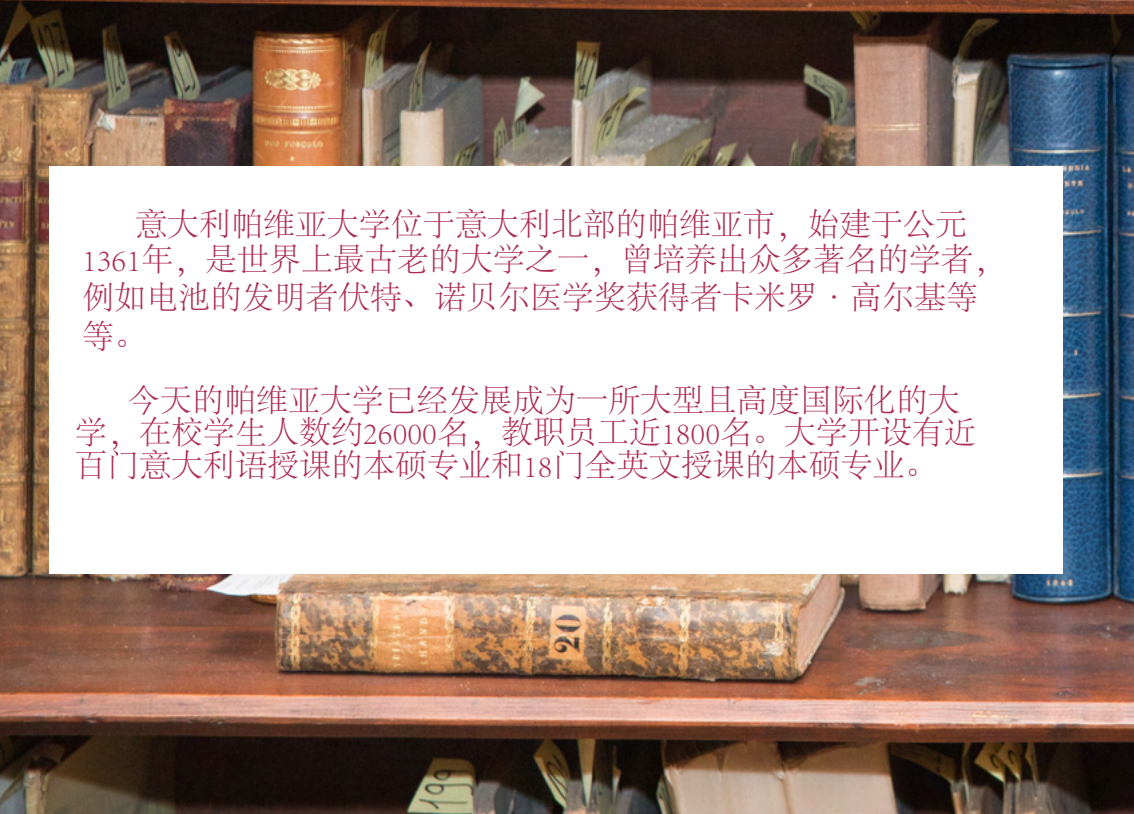 127
UGO FOSCOLO
意大利帕维亚大学位于意大利北部的帕维亚市，始建于公元
1361年，是世界上最古老的大学之一，曾培养出众多著名的学者，
例如电池的发明者伏特、诺贝尔医学奖获得者卡米罗·高尔基等
等。
今天的帕维亚大学已经发展成为一所大型且高度国际化的大
学，在校学生人数约26000名，教职员工近1800名。大学开设有近
百门意大利语授课的本硕专业和18门全英文授课的本硕专业。
20
199